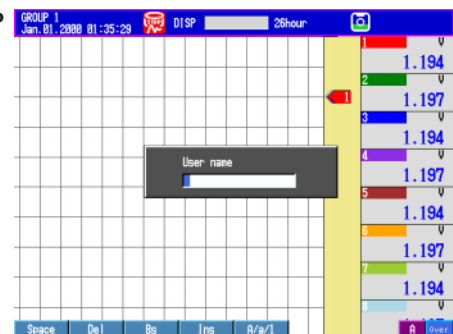 GROUP 1
Jan.01.2000 01:35:29 DISP 26hour
1 V
1.194
2 V
1
1.197
3 V
1.194
4 V
User name
1.197
5 V
1.194
6 V
1.197
7 V
1.194
8 V
Space Del Bs Ins A/a/1 A Over